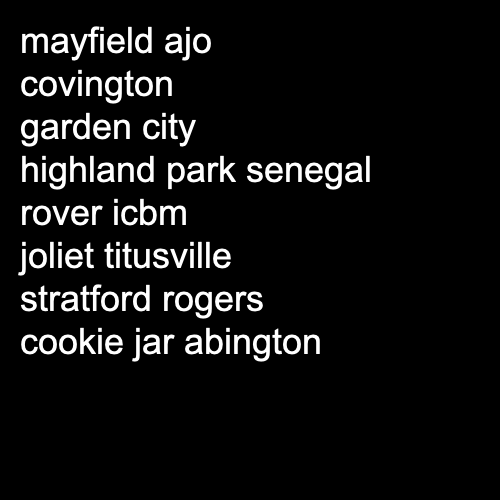 mayfield ajo
covington
garden city
highland park senegal
rover icbm
joliet titusville
stratford rogers
cookie jar abington